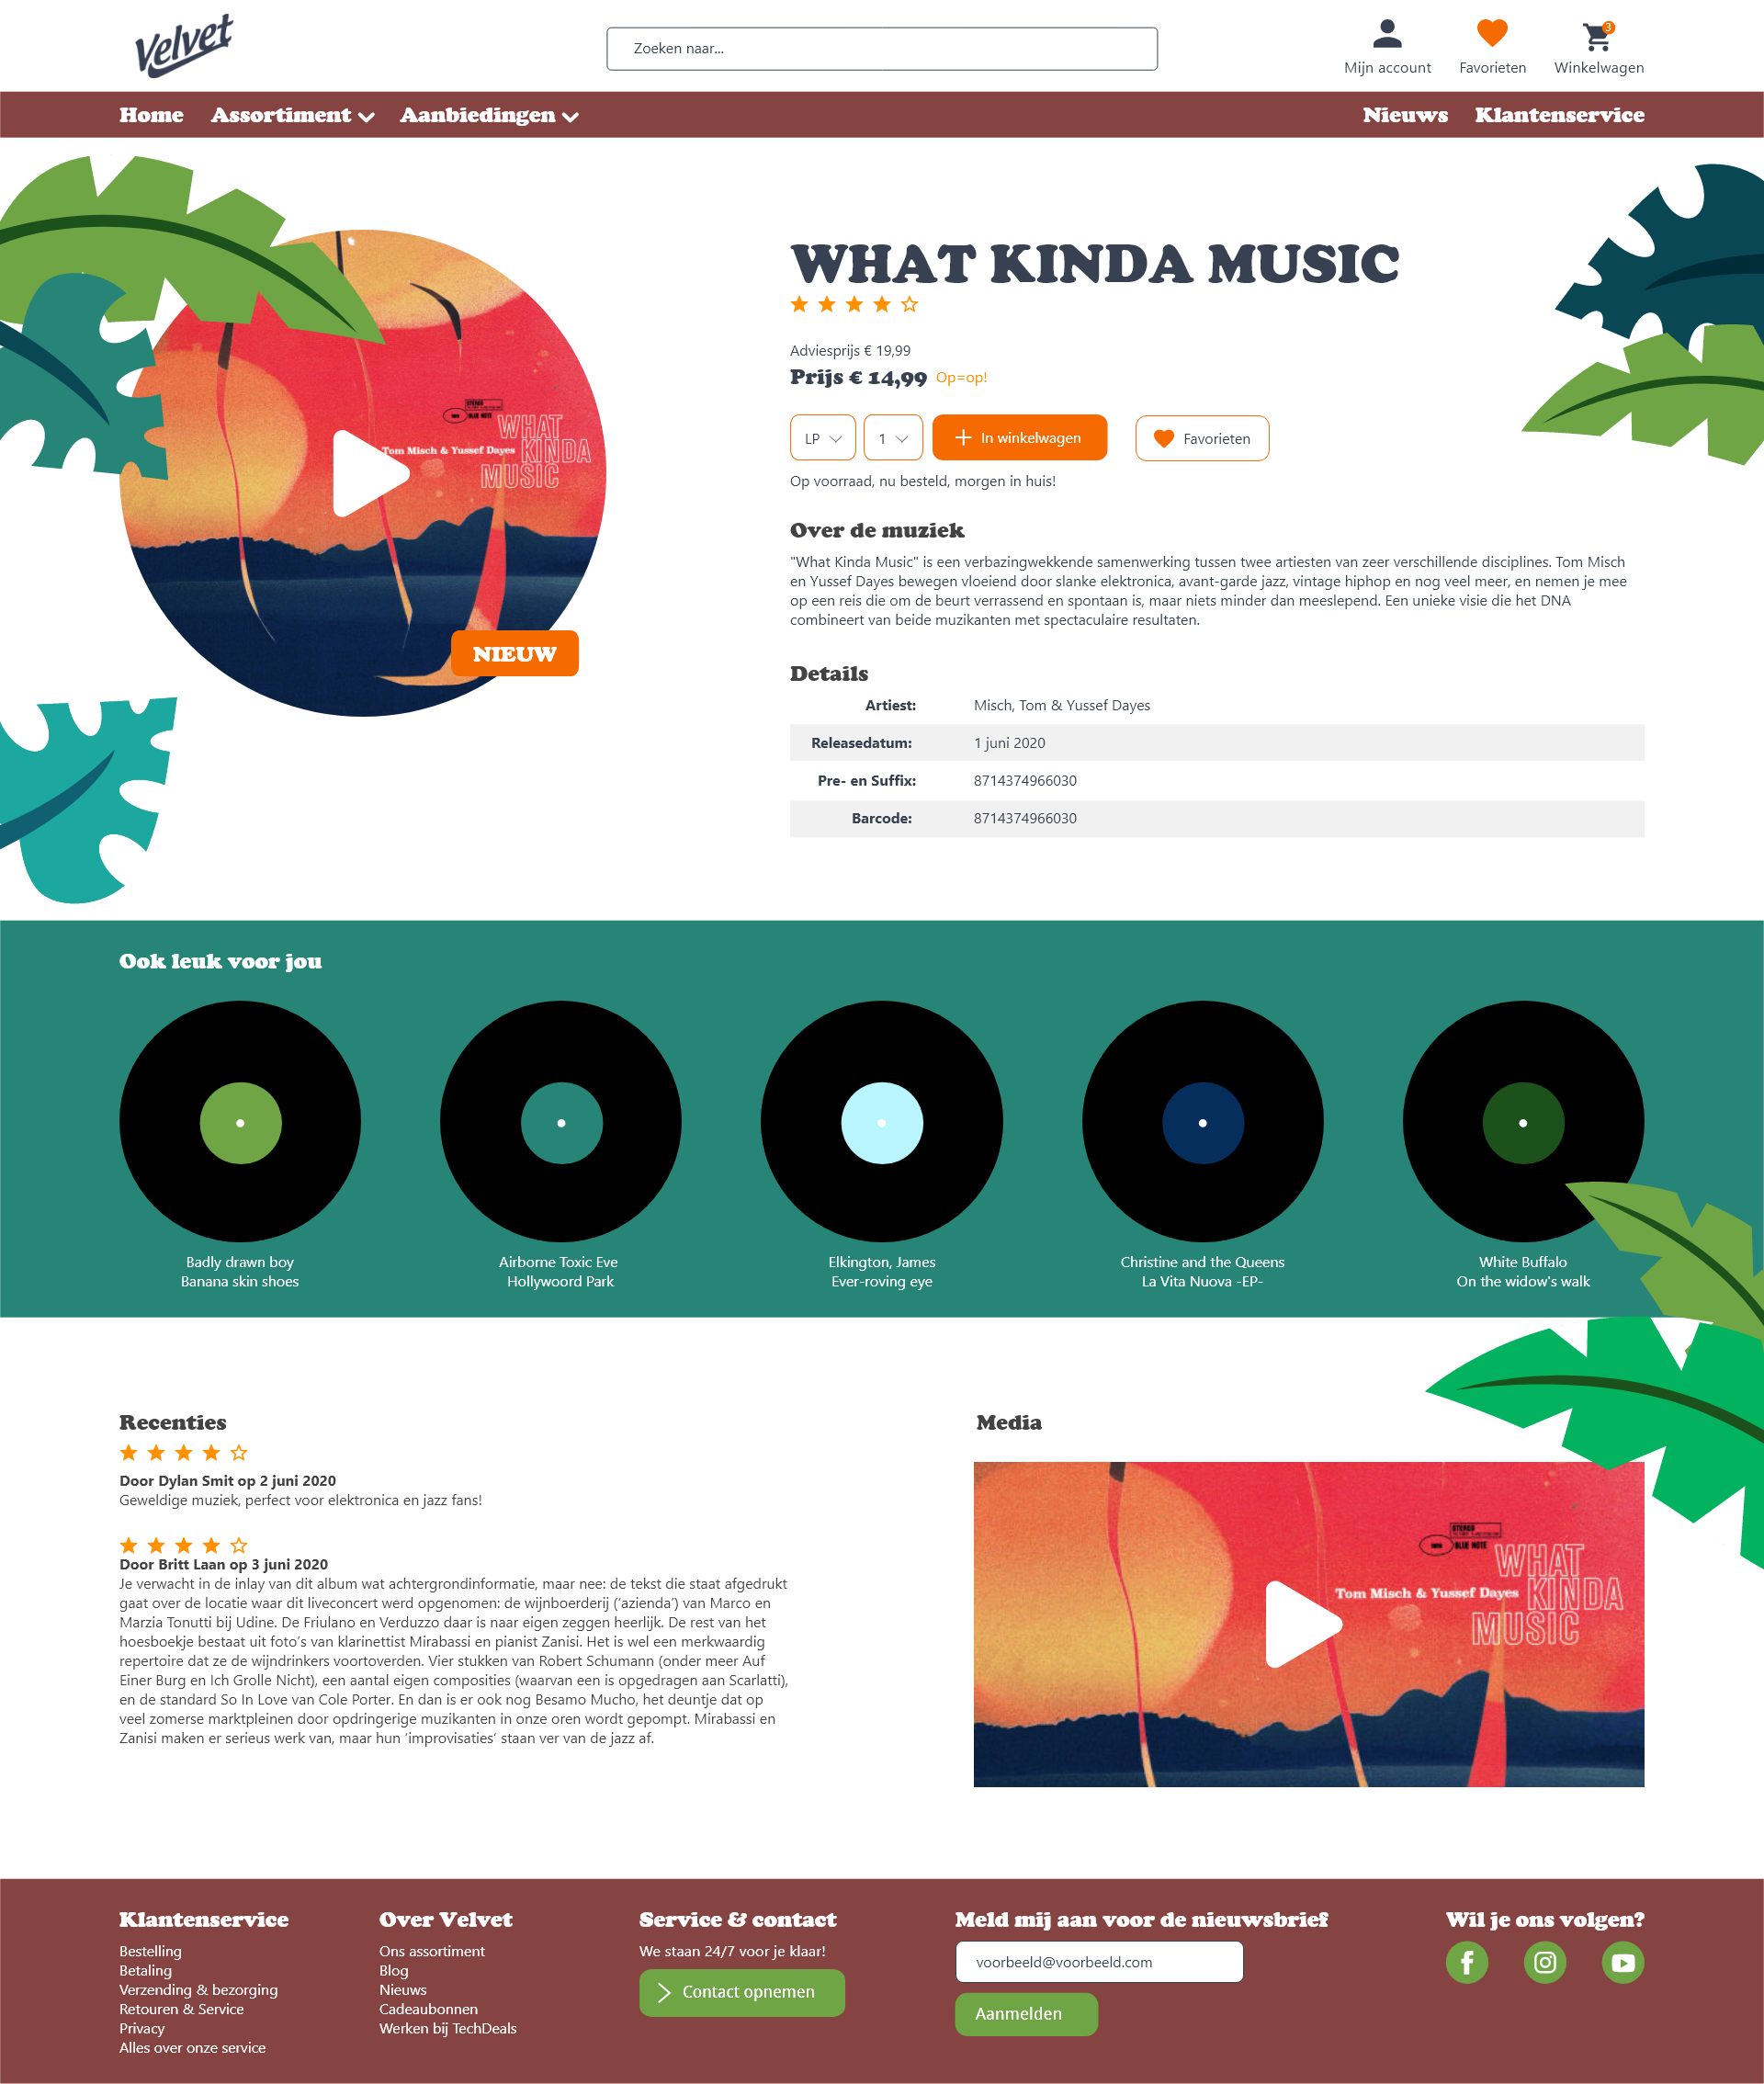 Velvet
Zoeken naar...
3
Mijn account
Favorieten
Winkelwagen
Home
Assortiment
Aanbiedingen
Nieuws
Klantenservice
WHAT KINDA MUSIC
Adviesprijs € 19,99
Prijs € 14,99 Op=op!
LP
1
In winkelwagen
Favorieten
Op voorraad, nu besteld, morgen in huis!
STEREO
BLUE NOTE
Tom Misch & Yussef Dayes
WHAT
KINDA
MUSIC
NIEUW
Over de muziek
"What Kinda Music" is een verbazingwekkende samenwerking tussen twee artiesten van zeer verschillende disciplines. Tom Misch
en Yussef Dayes bewegen vloeiend door slanke elektronica, avant-garde jazz, vintage hiphop en nog veel meer, en nemen je mee
op een reis die om de beurt verrassend en spontaan is, maar niets minder dan meeslepend. Een unieke visie die het DNA
combineert van beide muzikanten met spectaculaire resultaten.
Details
Artiest: Misch, Tom & Yussef Dayes
Releasedatum: 1 juni 2020
Pre- en Suffix: 8714374966030
Barcode: 8714374966030
Ook leuk voor jou
Badly drawn boy
Banana skin shoes
Airborne Toxic Eve
Hollywoord Park
Elkington, James
Ever-roving eye
Christine and the Queens
La Vita Nuova -EP-
White Buffalo
On the widow's walk
Recenties
Door Dylan Smit op 2 juni 2020
Geweldige muziek, perfect voor elektronica en jazz fans!
Door Britt Laan op 3 juni 2020
Je verwacht in de inlay van dit album wat achtergrondinformatie, maar nee: de tekst die staat afgedrukt
gaat over de locatie waar dit liveconcert werd opgenomen: de wijnboerderij (‘azienda’) van Marco en
Marzia Tonutti bij Udine. De Friulano en Verduzzo daar is naar eigen zeggen heerlijk. De rest van het
hoesboekje bestaat uit foto’s van klarinettist Mirabassi en pianist Zanisi. Het is wel een merkwaardig
repertoire dat ze de wijndrinkers voortoverden. Vier stukken van Robert Schumann (onder meer Auf
Einer Burg en Ich Grolle Nicht), een aantal eigen composities (waarvan een is opgedragen aan Scarlatti),
en de standard So In Love van Cole Porter. En dan is er ook nog Besamo Mucho, het deuntje dat op
veel zomerse marktpleinen door opdringerige muzikanten in onze oren wordt gepompt. Mirabassi en
Zanisi maken er serieus werk van, maar hun ‘improvisaties’ staan ver van de jazz af.
Media
STEREO
BLUE NOTE
Tom Misch & Yussef Dayes
WHAT
KINDA
MUSIC
Klantenservice
Bestelling
Betaling
Verzending & bezorging
Retouren & Service
Privacy
Alles over onze service
Over Velvet
Ons assortiment
Blog
Nieuws
Cadeaubonnen
Werken bij TechDeals
Service & contact
We staan 24/7 voor je klaar!
Contact opnemen
Meld mij aan voor de nieuwsbrief
voorbeeld@voorbeeld.com
Aanmelden
Wil je ons volgen?